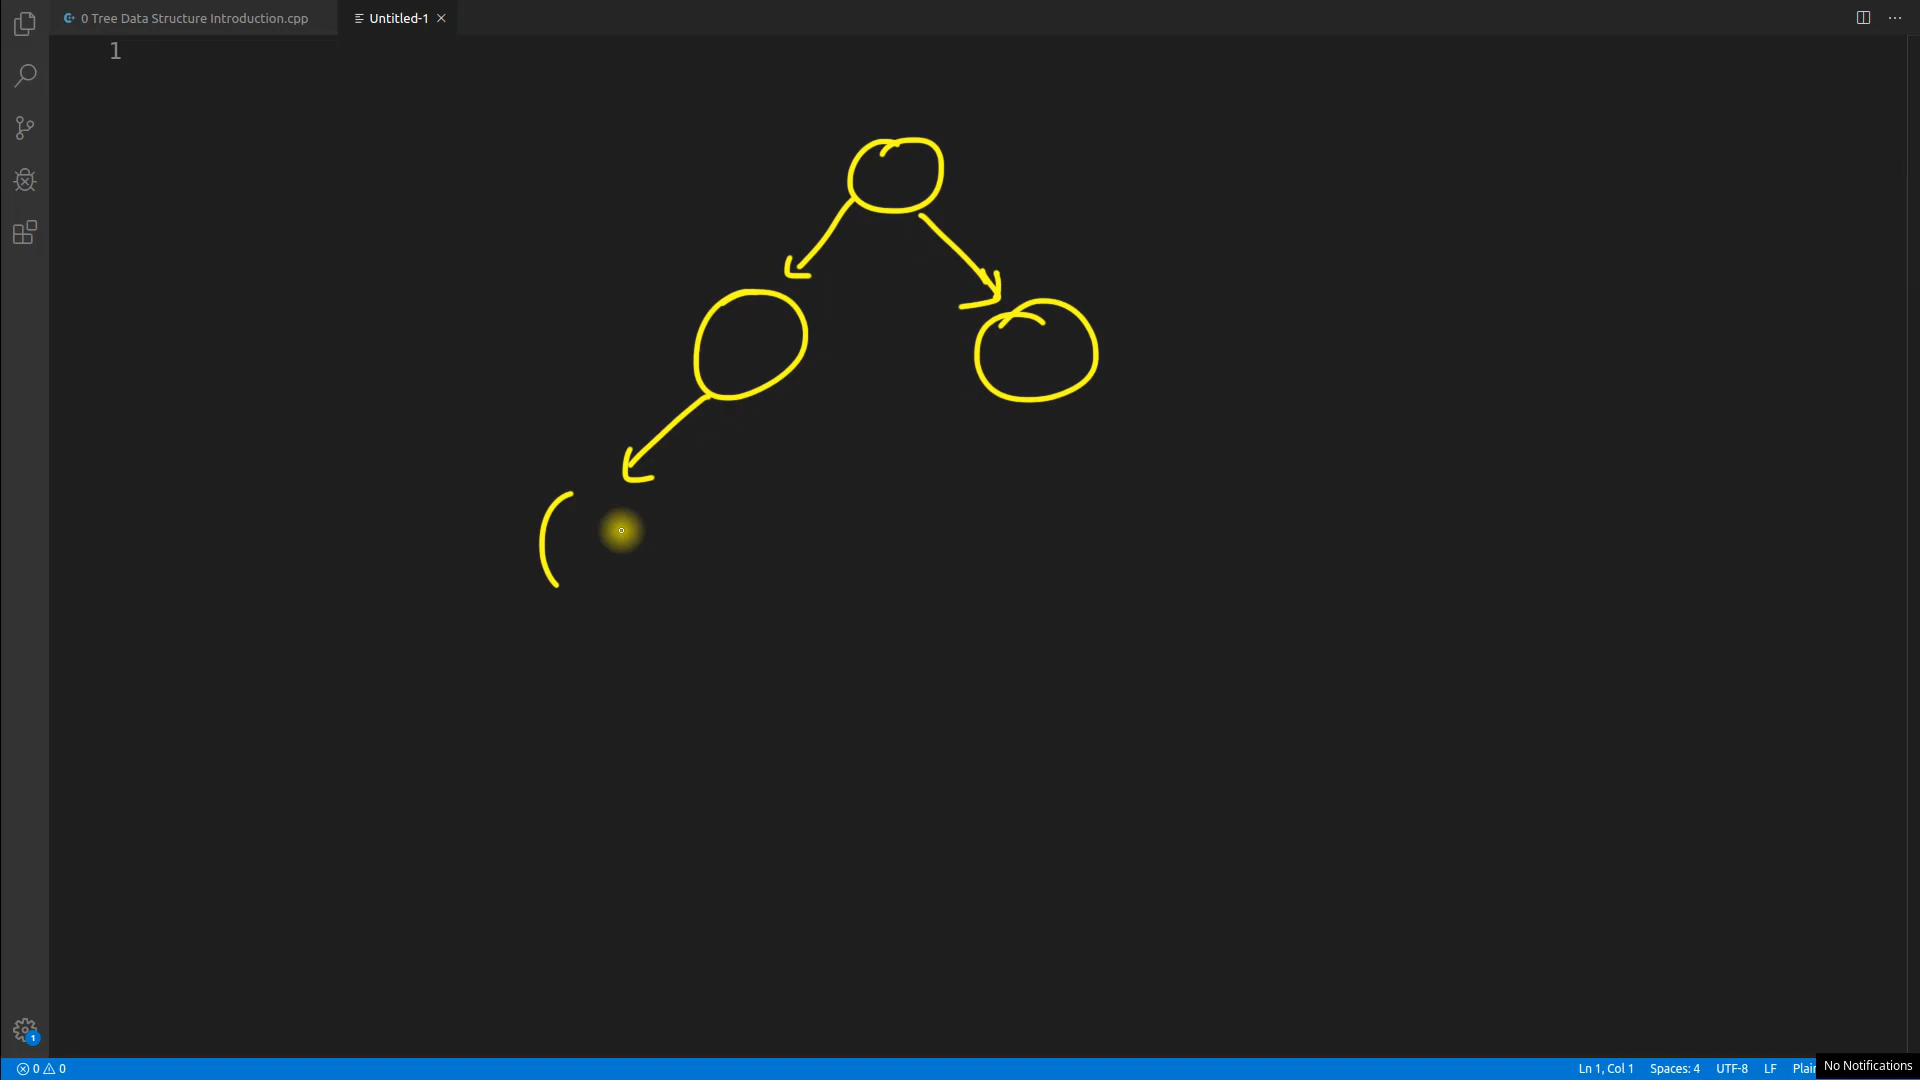 0 Tree Data Structure Introduction.cpp
Untitled-1
1
1
0 0
Ln 1, Col 1
Spaces: 4
UTF-8
LF
No Notifications